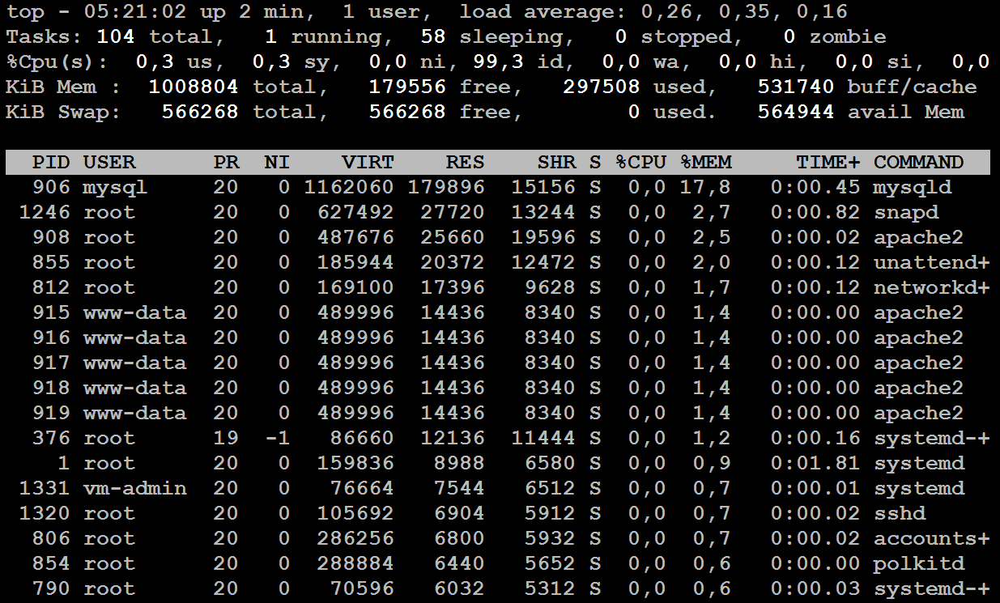 top - 05:21:02 up 2 min,  1 user,  load average: 0,26, 0,35, 0,16
Tasks: 104 total,   1 running,  58 sleeping,   0 stopped,   0 zombie
%Cpu(s):  0,3 us,  0,3 sy,  0,0 ni, 99,3 id,  0,0 wa,  0,0 hi,  0,0 si,  0,0
KiB Mem :  1008804 total,   179556 free,   297508 used,   531740 buff/cache
KiB Swap:   566268 total,   566268 free,        0 used.   564944 avail Mem
  PID USER      PR  NI    VIRT    RES    SHR S %CPU %MEM     TIME+ COMMAND
  906 mysql     20   0 1162060 179896  15156 S  0,0 17,8   0:00.45 mysqld
 1246 root      20   0  627492  27720  13244 S  0,0  2,7   0:00.82 snapd
  908 root      20   0  487676  25660  19596 S  0,0  2,5   0:00.02 apache2
  855 root      20   0  185944  20372  12472 S  0,0  2,0   0:00.12 unattend+
  812 root      20   0  169100  17396   9628 S  0,0  1,7   0:00.12 networkd+
  915 www-data  20   0  489996  14436   8340 S  0,0  1,4   0:00.00 apache2
  916 www-data  20   0  489996  14436   8340 S  0,0  1,4   0:00.00 apache2
  917 www-data  20   0  489996  14436   8340 S  0,0  1,4   0:00.00 apache2
  918 www-data  20   0  489996  14436   8340 S  0,0  1,4   0:00.00 apache2
  919 www-data  20   0  489996  14436   8340 S  0,0  1,4   0:00.00 apache2
  376 root      19  -1   86660  12136  11444 S  0,0  1,2   0:00.16 systemd-+
    1 root      20   0  159836   8988   6580 S  0,0  0,9   0:01.81 systemd
 1331 vm-admin  20   0   76664   7544   6512 S  0,0  0,7   0:00.01 systemd
 1320 root      20   0  105692   6904   5912 S  0,0  0,7   0:00.02 sshd
  806 root      20   0  286256   6800   5932 S  0,0  0,7   0:00.02 accounts+
  854 root      20   0  288884   6440   5652 S  0,0  0,6   0:00.00 polkitd
  790 root      20   0   70596   6032   5312 S  0,0  0,6   0:00.03 systemd-+